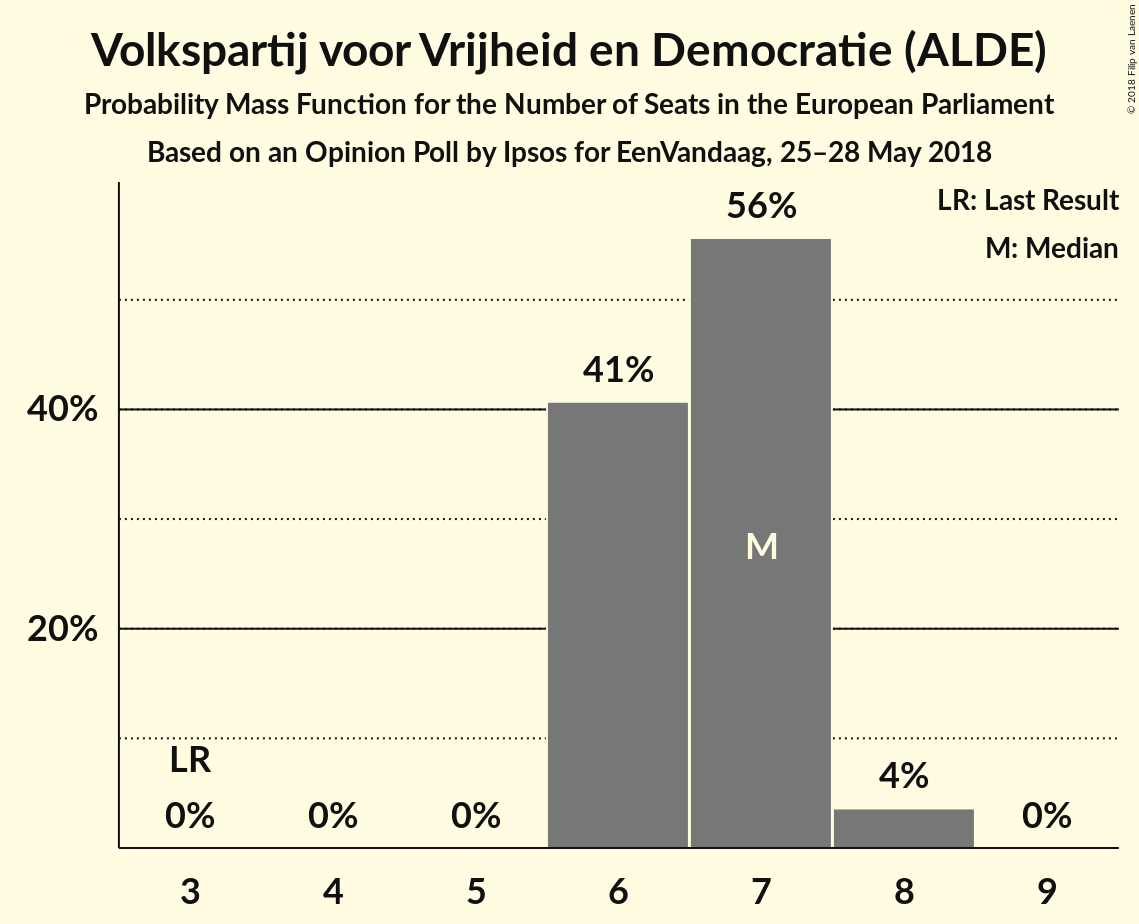 Volkspartij voor Vrijheid en Democratie (ALDE)
Probability Mass Function for the Number of Seats in the European Parliament
Based on an Opinion Poll by Ipsos for EenVandaag, 25–28 May 2018
© 2018 Filip van Laenen
LR: Last Result
M: Median
56%
41%
40%
M
20%
LR
4%
0%
0%
0%
0%
3
4
5
6
7
8
9